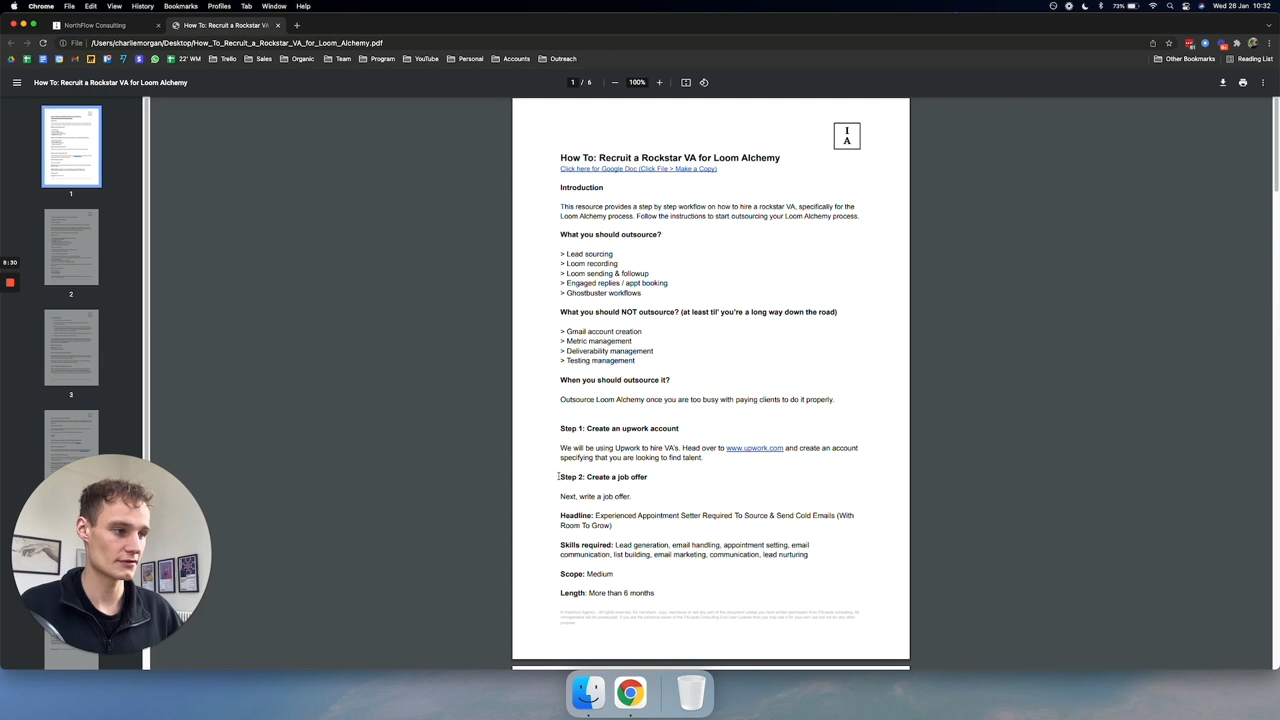 Chrome File Edit View History Bookmarks Profiles Tab Window Help
73% Wed 26 Jan 10:32
NorthFlow Consulting
How To: Recruit a Rockstar VA
File /Users/charliemorgan/Desktop/How_To_Recruit_a_Rockstar_VA_for_Loom_Alchemy.pdf
22' WM Trello Sales Organic Team Program YouTube Personal Accounts Outreach
Other Bookmarks Reading List
How To: Recruit a Rockstar VA for Loom Alchemy
1 / 6 100%
I
A
How To: Recruit a Rockstar VA for Loom Alchemy
Click here for Google Doc (Click File > Make a Copy)
Introduction
This resource provides a step by step workflow on how to hire a rockstar VA, specifically for the
Loom Alchemy process. Follow the instructions to start outsourcing your Loom Alchemy process.
What you should outsource?
> Lead sourcing
> Loom recording
> Loom sending & followup
> Engaged replies / appt booking
> Ghostbuster workflows
What you should NOT outsource? (at least til' you're a long way down the road)
> Gmail account creation
> Metric management
> Deliverability management
> Testing management
When you should outsource it?
Outsource Loom Alchemy once you are too busy with paying clients to do it properly.
Step 1: Create an upwork account
We will be using Upwork to hire VA's. Head over to www.upwork.com and create an account
specifying that you are looking to find talent.
Step 2: Create a job offer
Next, write a job offer.
Headline: Experienced Appointment Setter Required To Source & Send Cold Emails (With
Room To Grow)
Skills required: Lead generation, email handling, appointment setting, email
communication, list building, email marketing, communication, lead nurturing
Scope: Medium
Length: More than 6 months
1
2
3
8:30